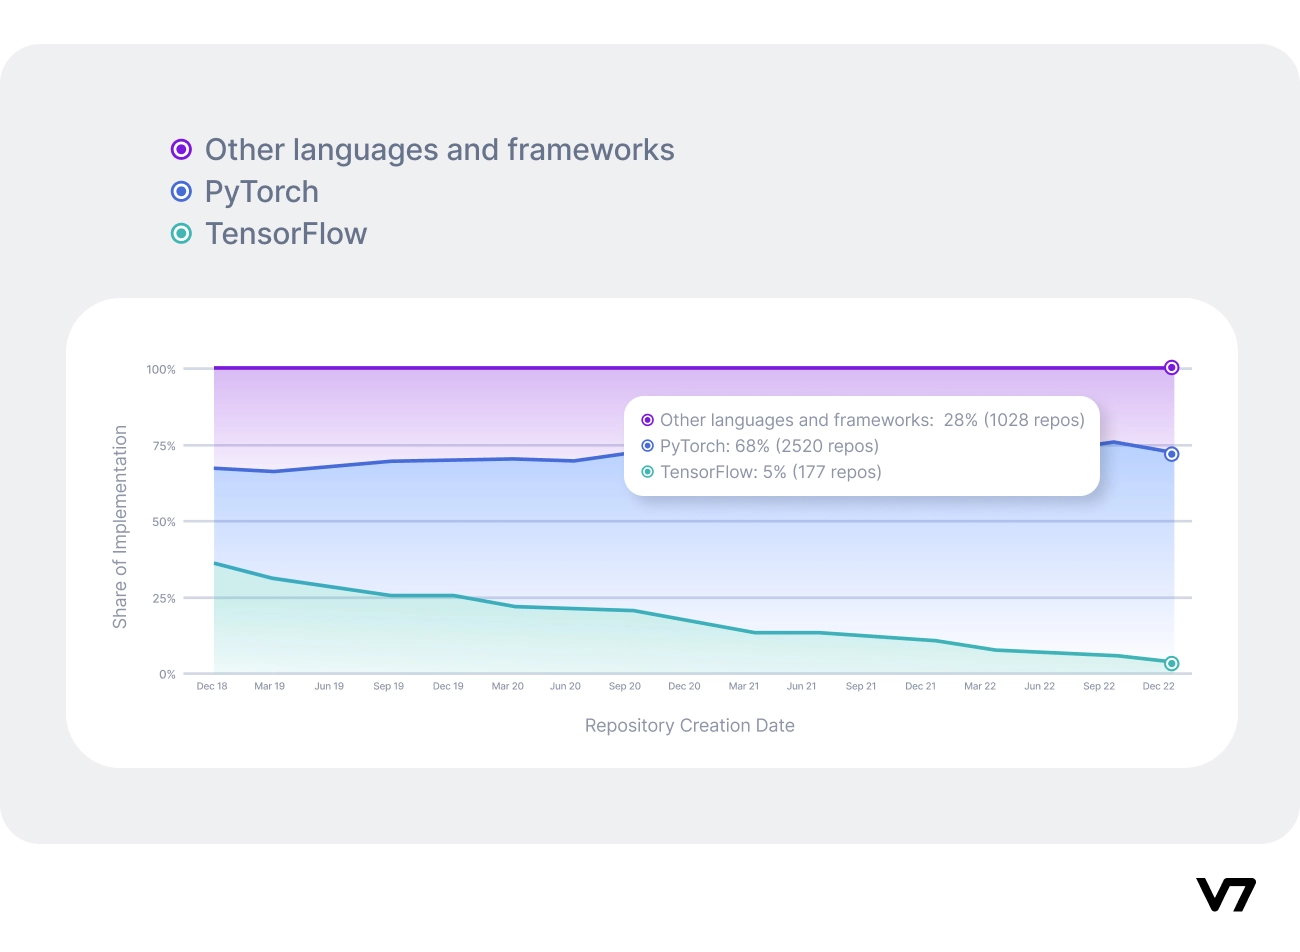 Other languages and frameworks
PyTorch
TensorFlow
100%
75%
50%
25%
0%
Share of Implementation
Other languages and frameworks: 28% (1028 repos)
PyTorch: 68% (2520 repos)
TensorFlow: 5% (177 repos)
Dec 18 Mar 19 Jun 19 Sep 19 Dec 19 Mar 20 Jun 20 Sep 20 Dec 20 Mar 21 Jun 21 Sep 21 Dec 21 Mar 22 Jun 22 Sep 22 Dec 22
Repository Creation Date
V7